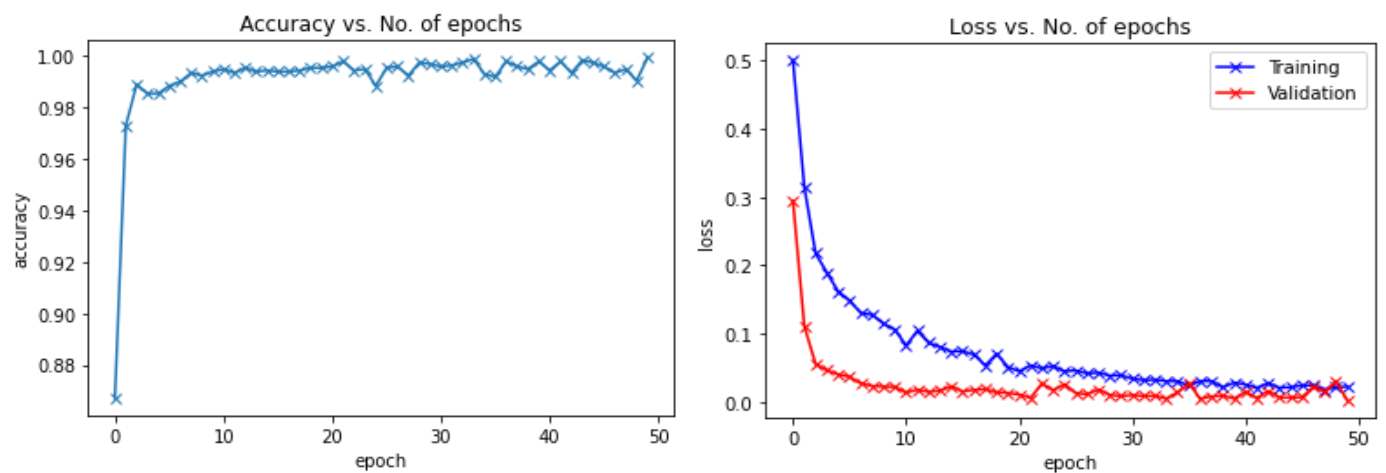 Accuracy vs. No. of epochs
1.00
0.98
0.96
0.94
0.92
0.90
0.88
accuracy
0 10 20 30 40 50
epoch
Loss vs. No. of epochs
0.5
0.4
0.3
0.2
0.1
0.0
loss
Training
Validation
0 10 20 30 40 50
epoch